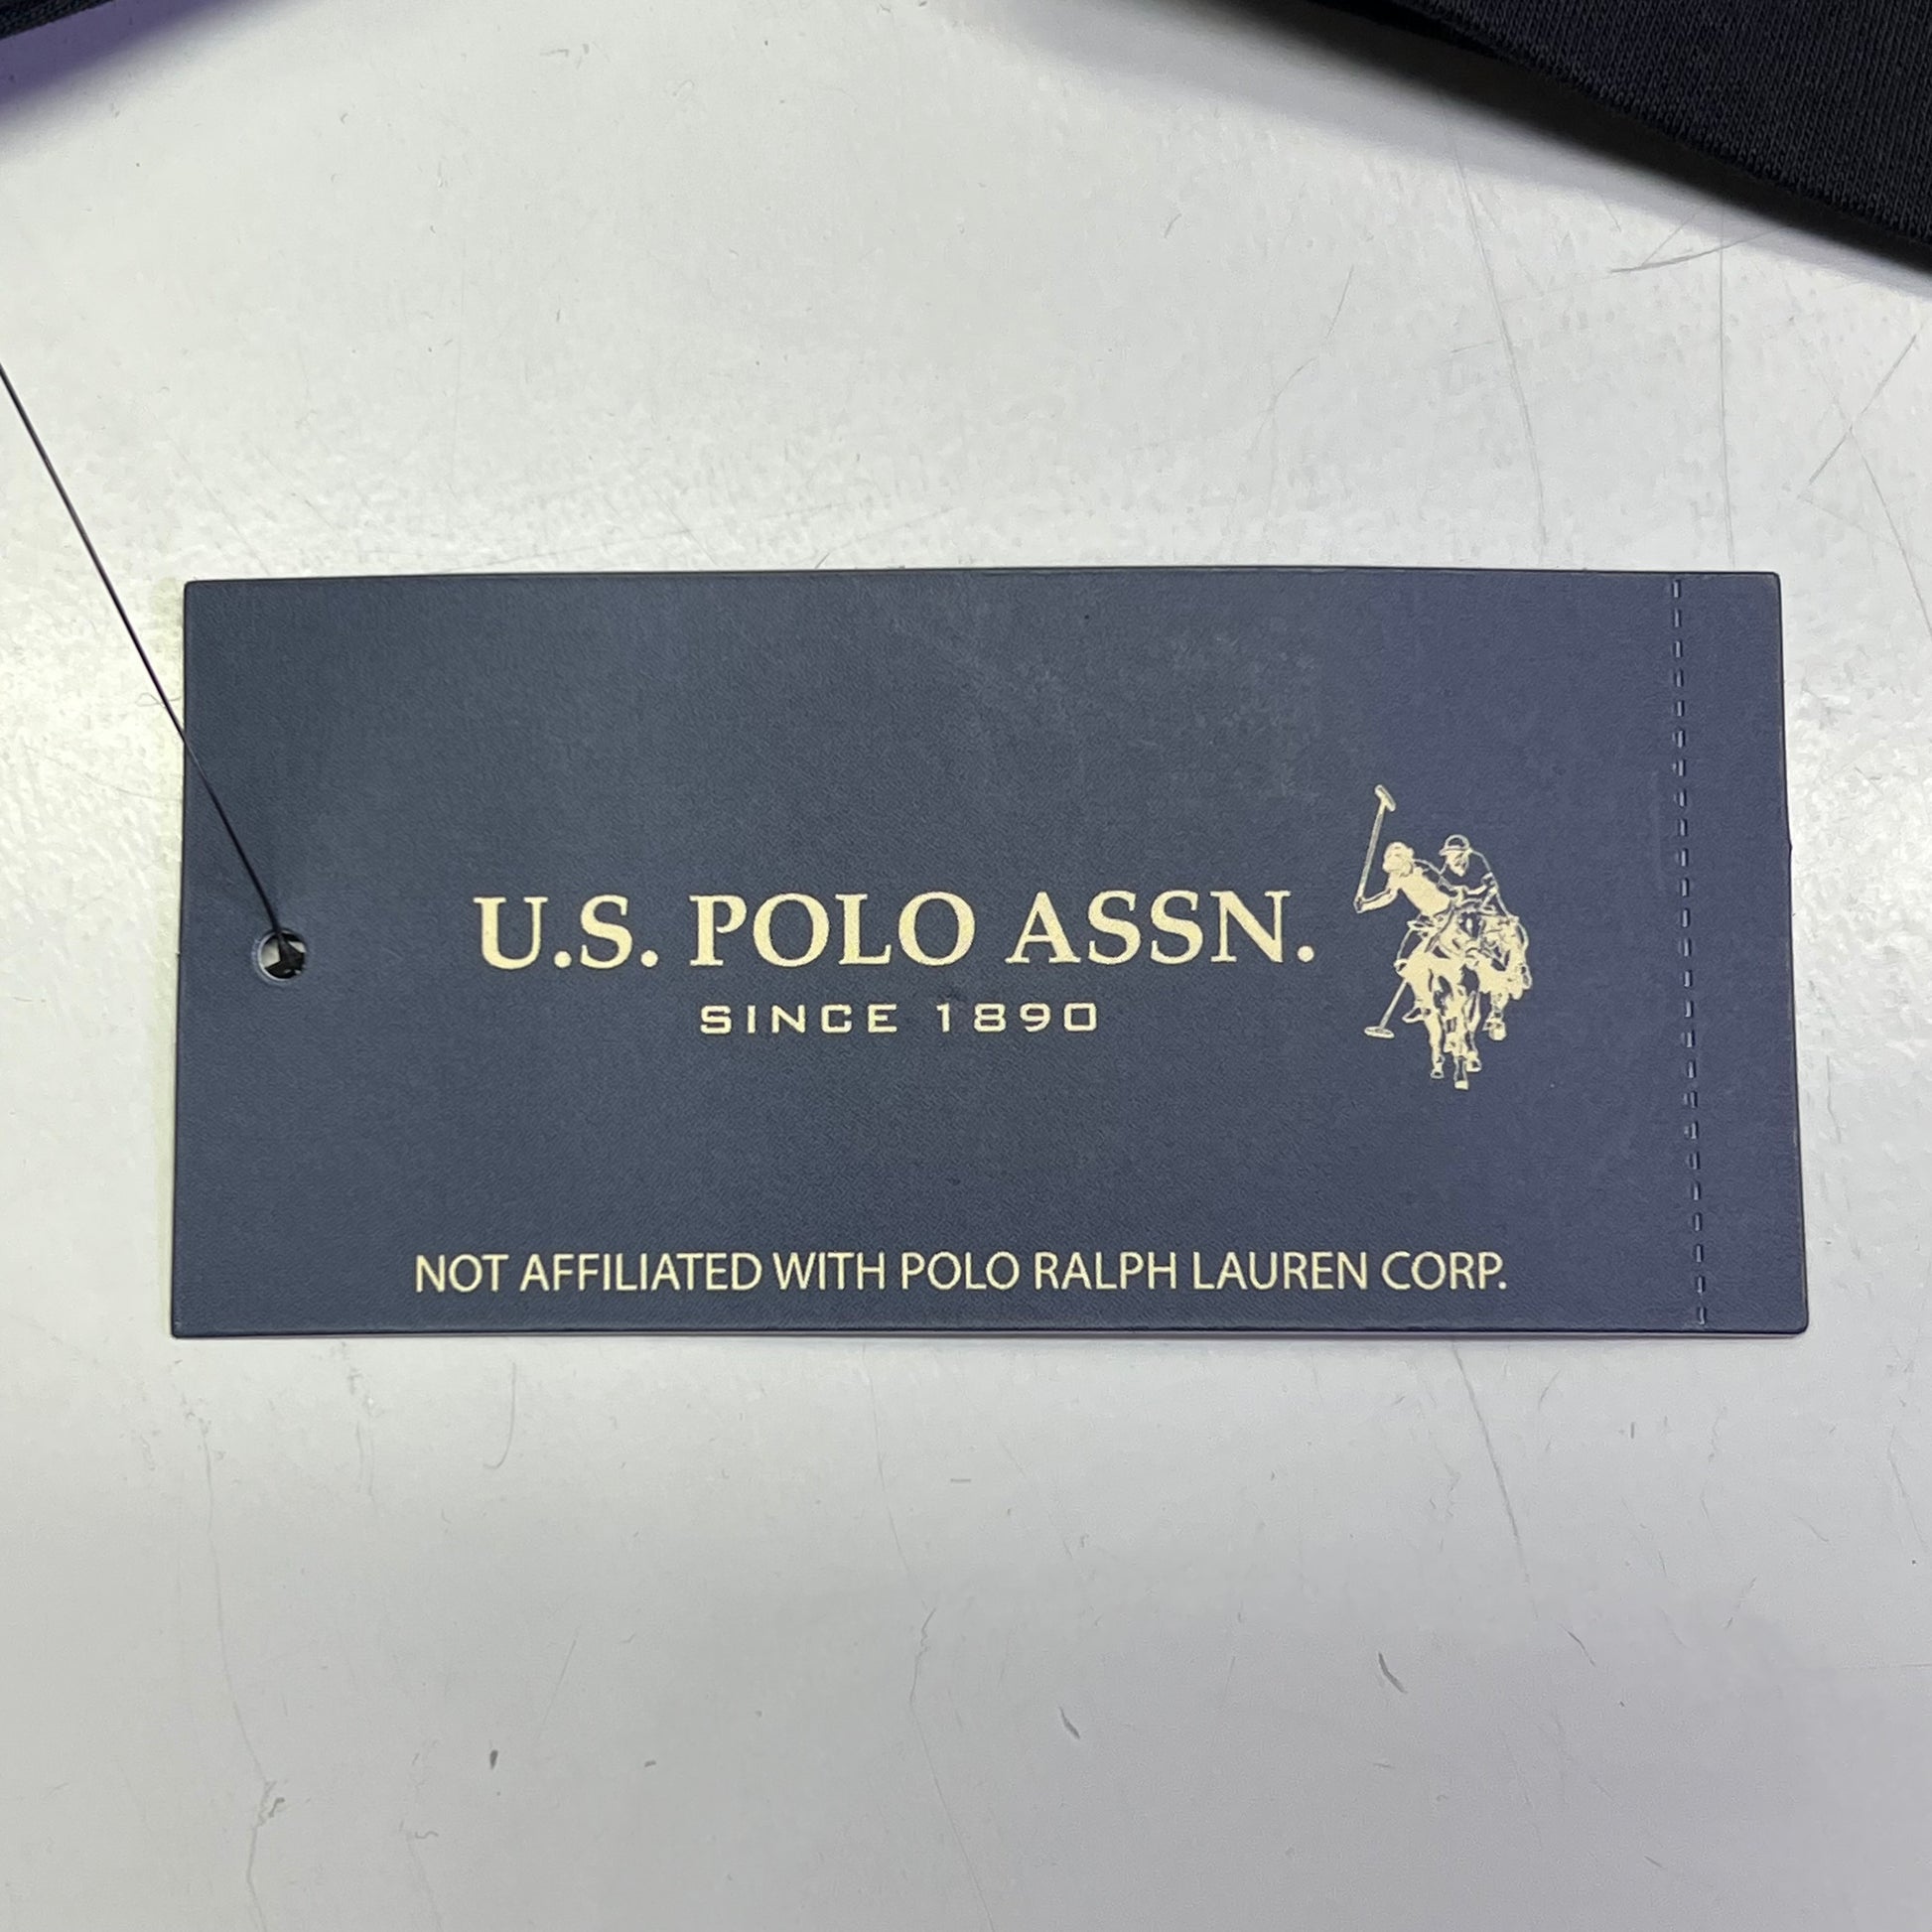 U.S. POLO ASSN.
SINCE 1890
NOT AFFILIATED WITH POLO RALPH LAUREN CORP.